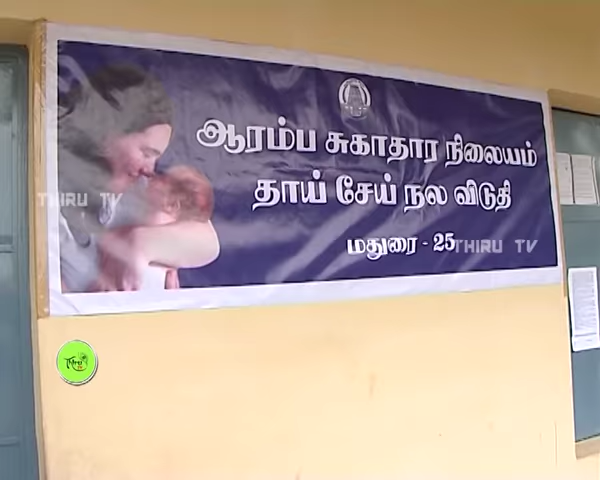 ஆரம்ப சுகாதார நிலையம்
தாய் சேய் நல விடுதி
மதுரை - 25
THIRU TV
THIRU TV